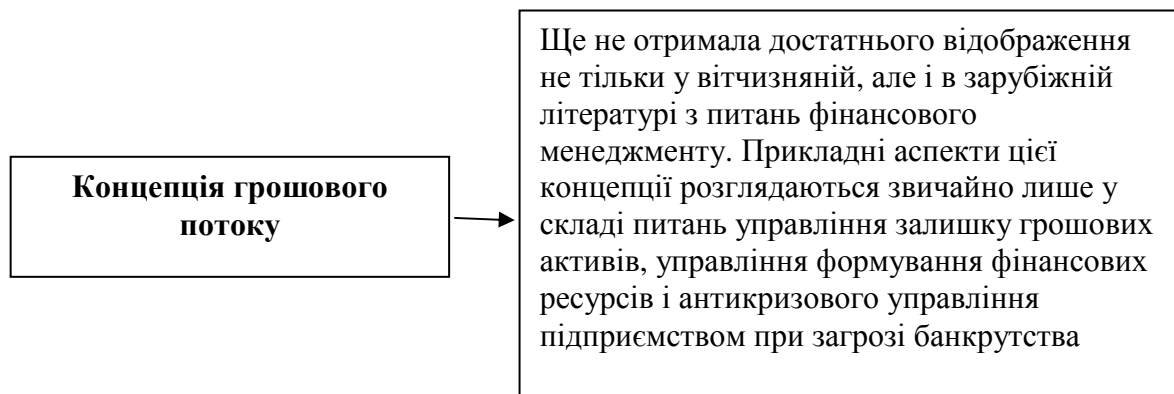 Концепція грошового
потоку
Ще не отримала достатнього відображення
не тільки у вітчизняній, але і в зарубіжній
літературі з питань фінансового
менеджменту. Прикладні аспекти цієї
концепції розглядаються звичайно лише у
складі питань управління залишку грошових
активів, управління формування фінансових
ресурсів і антикризового управління
підприємством при загрозі банкрутства